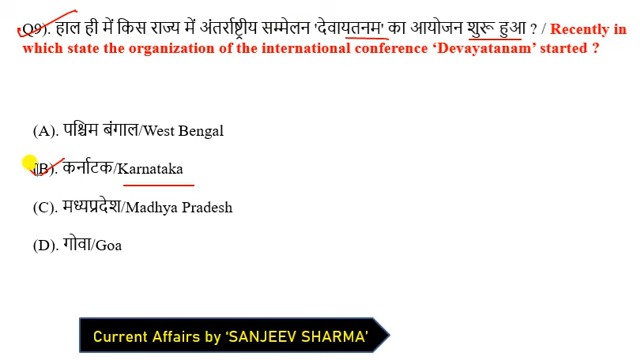 Q9). हाल ही में किस राज्य में अंतर्राष्ट्रीय सम्मेलन 'देवायतनम' का आयोजन शुरू हुआ ? / Recently in
which state the organization of the international conference ‘Devayatanam’ started ?
(A). पश्चिम बंगाल/West Bengal
(B). कर्नाटक/Karnataka
(C). मध्यप्रदेश/Madhya Pradesh
(D). गोवा/Goa
Current Affairs by ‘SANJEEV SHARMA’